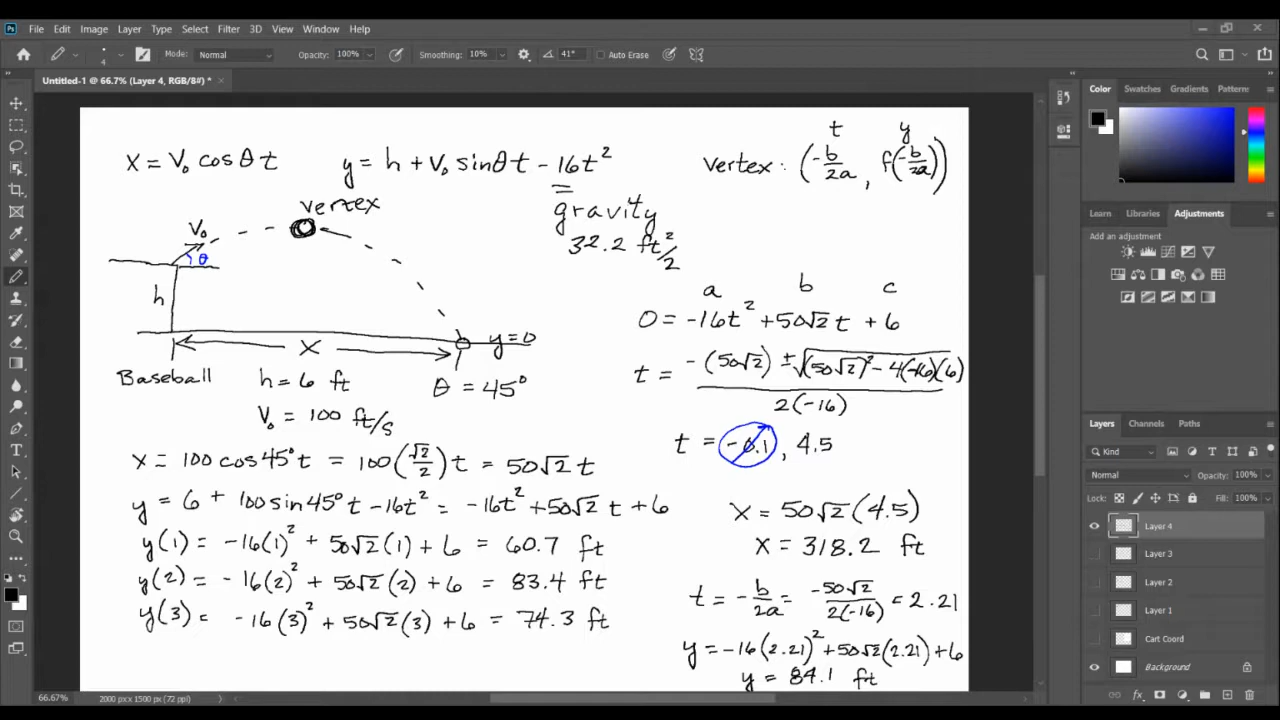 File Edit Image Layer Type Select Filter 3D View Window Help
Mode: Normal Opacity: 100% Smoothing: 10% 41° Auto Erase
4
Untitled-1 @ 66.7% (Layer 4, RGB/8#) *
x = V₀ cosθ t
y = h + V₀ sinθ t - 16t²
gravity
32.2 ft²/2
t y
vertex: (-b/2a, f(-b/2a))
vertex
V₀
θ
h
y=0
x
Baseball
h = 6 ft
θ = 45°
V₀ = 100 ft/s
x = 100 cos45° t = 100(√2/2)t = 50√2 t
y = 6 + 100 sin45° t - 16t² = -16t² + 50√2 t + 6
y(1) = -16(1)² + 50√2(1) + 6 = 60.7 ft
y(2) = -16(2)² + 50√2(2) + 6 = 83.4 ft
y(3) = -16(3)² + 50√2(3) + 6 = 74.3 ft
a b c
0 = -16t² + 50√2 t + 6
t = -(50√2) ± √(50√2)² - 4(-16)(6)
2(-16)
t = -0.1, 4.5
x = 50√2(4.5)
x = 318.2 ft
t = -b/2a = -50√2/2(-16) = 2.21
y = -16(2.21)² + 50√2(2.21) + 6
y = 84.1 ft
Color Swatches Gradients Patterns
Learn Libraries Adjustments
Add an adjustment
Layers Channels Paths
Kind
Normal Opacity: 100%
Lock: Fill: 100%
Layer 4
Layer 3
Layer 2
Layer 1
Cart Coord
Background
66.67% 2000 px x 1500 px (72 ppi)